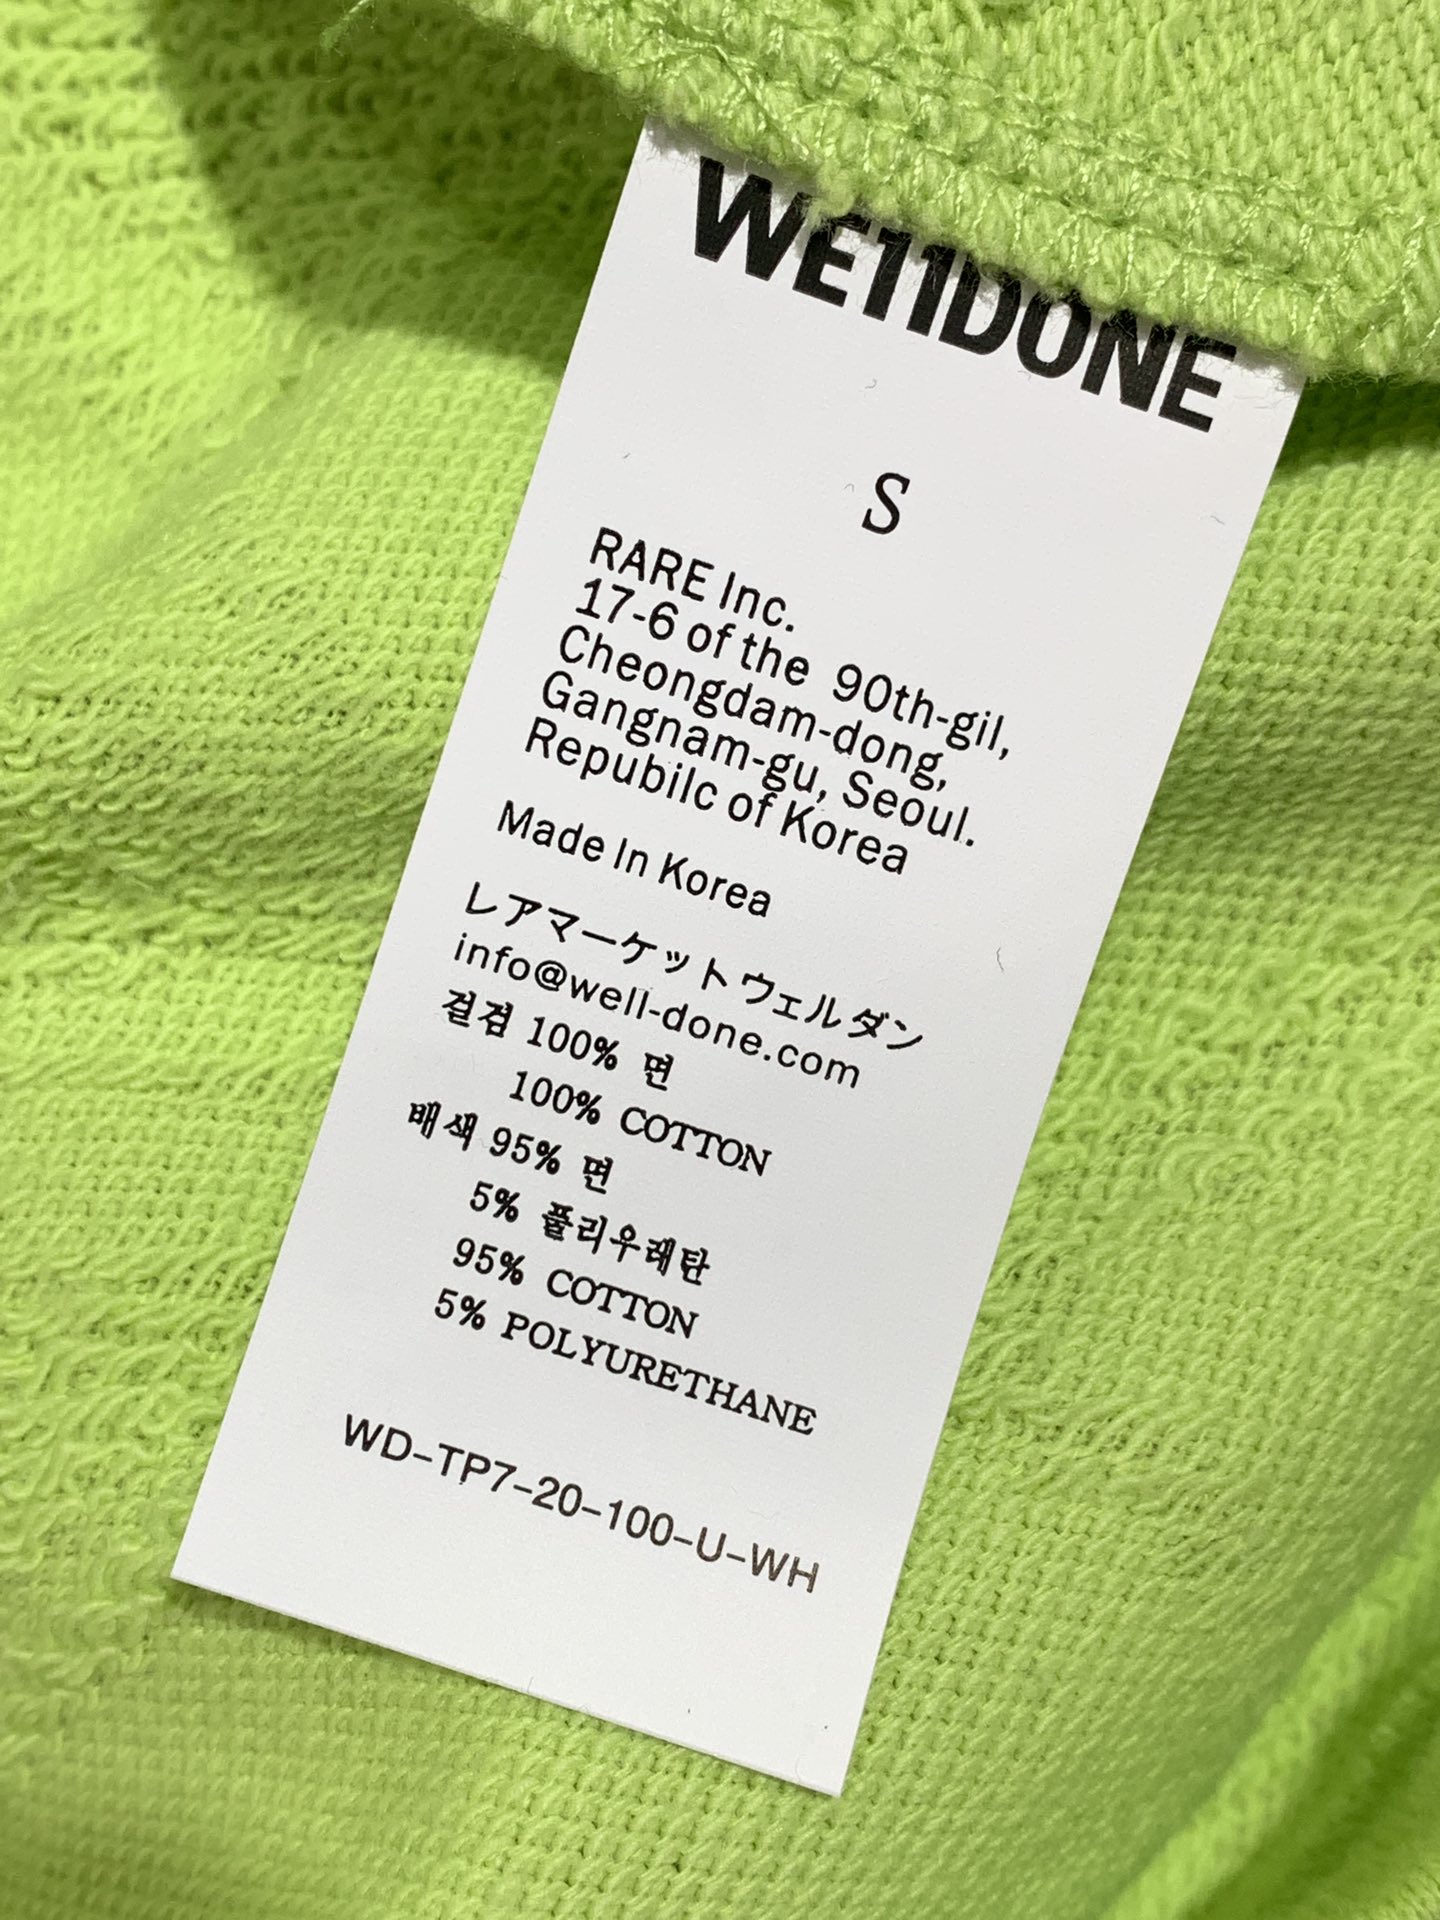 WE11DONE
S
RARE Inc.
17-6 of the 90th-gil,
Cheongdam-dong,
Gangnam-gu, Seoul.
Repubilc of Korea
Made In Korea
レアマーケットウェルダン
info@well-done.com
겉겸 100% 면
100% COTTON
배색 95% 면
5% 폴리우래탄
95% COTTON
5% POLYURETHANE
WD-TP7-20-100-U-WH